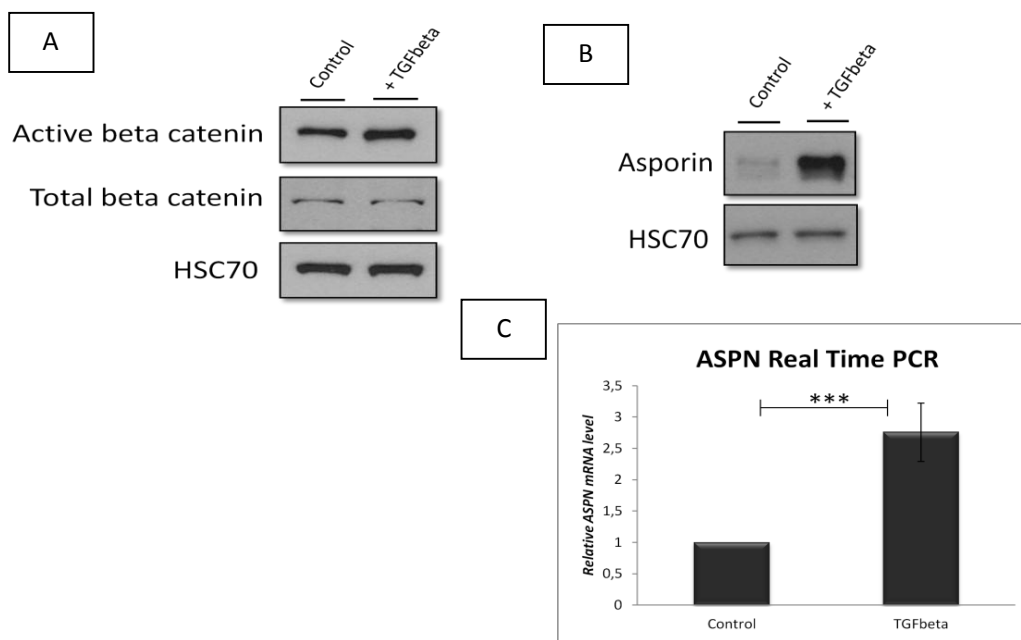 A
Control
+ TGFbeta
Active beta catenin
Total beta catenin
HSC70
B
Control
+ TGFbeta
Asporin
HSC70
C
ASPN Real Time PCR
Relative ASPN mRNA level
3,5
3
2,5
2
1,5
1
0,5
0
***
Control
TGFbeta